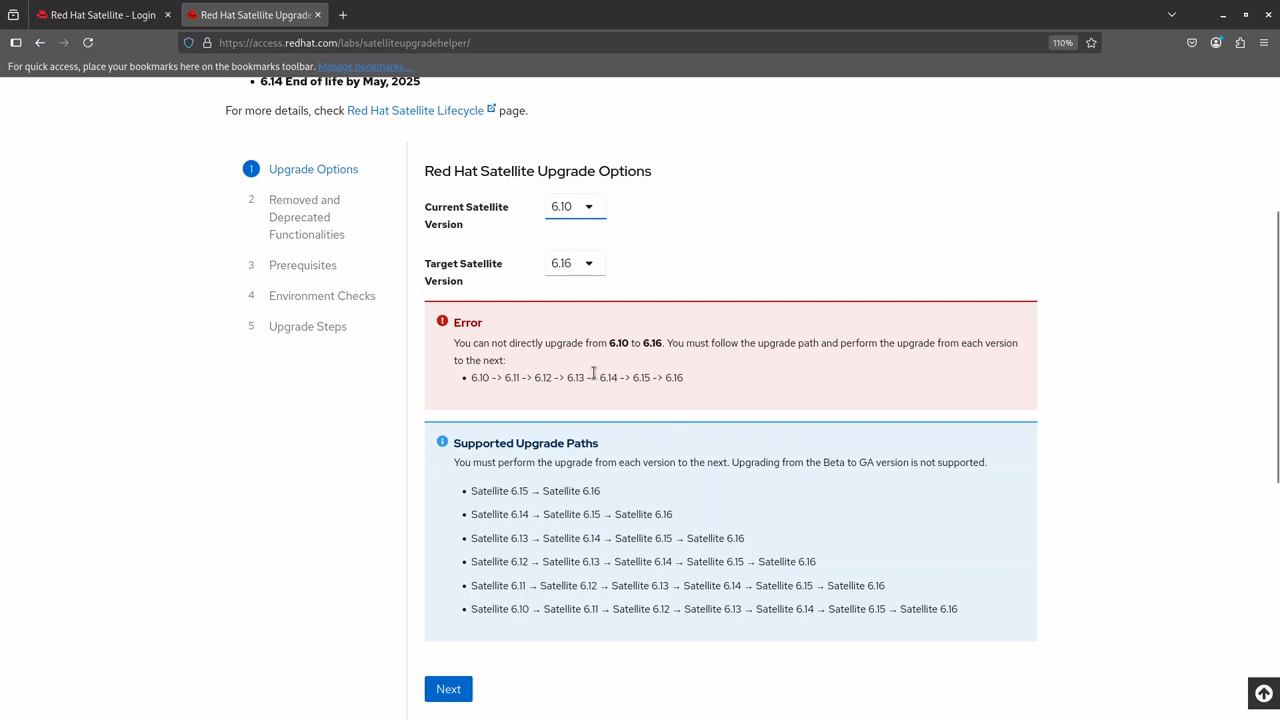 Red Hat Satellite - Login
Red Hat Satellite Upgrade
https://access.redhat.com/labs/satelliteupgradehelper/
110%
For quick access, place your bookmarks here on the bookmarks toolbar. Manage bookmarks...
• 6.14 End of life by May, 2025
For more details, check Red Hat Satellite Lifecycle page.
1 Upgrade Options
2 Removed and
Deprecated
Functionalities
3 Prerequisites
4 Environment Checks
5 Upgrade Steps
Red Hat Satellite Upgrade Options
Current Satellite
Version
6.10
Target Satellite
Version
6.16
Error
You can not directly upgrade from 6.10 to 6.16. You must follow the upgrade path and perform the upgrade from each version
to the next:
• 6.10 -> 6.11 -> 6.12 -> 6.13 -> 6.14 -> 6.15 -> 6.16
Supported Upgrade Paths
You must perform the upgrade from each version to the next. Upgrading from the Beta to GA version is not supported.
• Satellite 6.15 → Satellite 6.16
• Satellite 6.14 → Satellite 6.15 → Satellite 6.16
• Satellite 6.13 → Satellite 6.14 → Satellite 6.15 → Satellite 6.16
• Satellite 6.12 → Satellite 6.13 → Satellite 6.14 → Satellite 6.15 → Satellite 6.16
• Satellite 6.11 → Satellite 6.12 → Satellite 6.13 → Satellite 6.14 → Satellite 6.15 → Satellite 6.16
• Satellite 6.10 → Satellite 6.11 → Satellite 6.12 → Satellite 6.13 → Satellite 6.14 → Satellite 6.15 → Satellite 6.16
Next